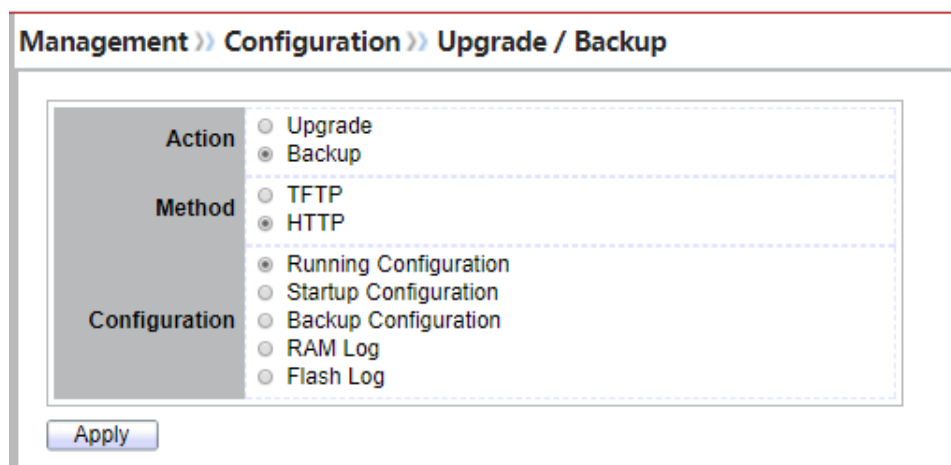 Management » Configuration » Upgrade / Backup
Action
Upgrade
Backup
Method
TFTP
HTTP
Configuration
Running Configuration
Startup Configuration
Backup Configuration
RAM Log
Flash Log
Apply